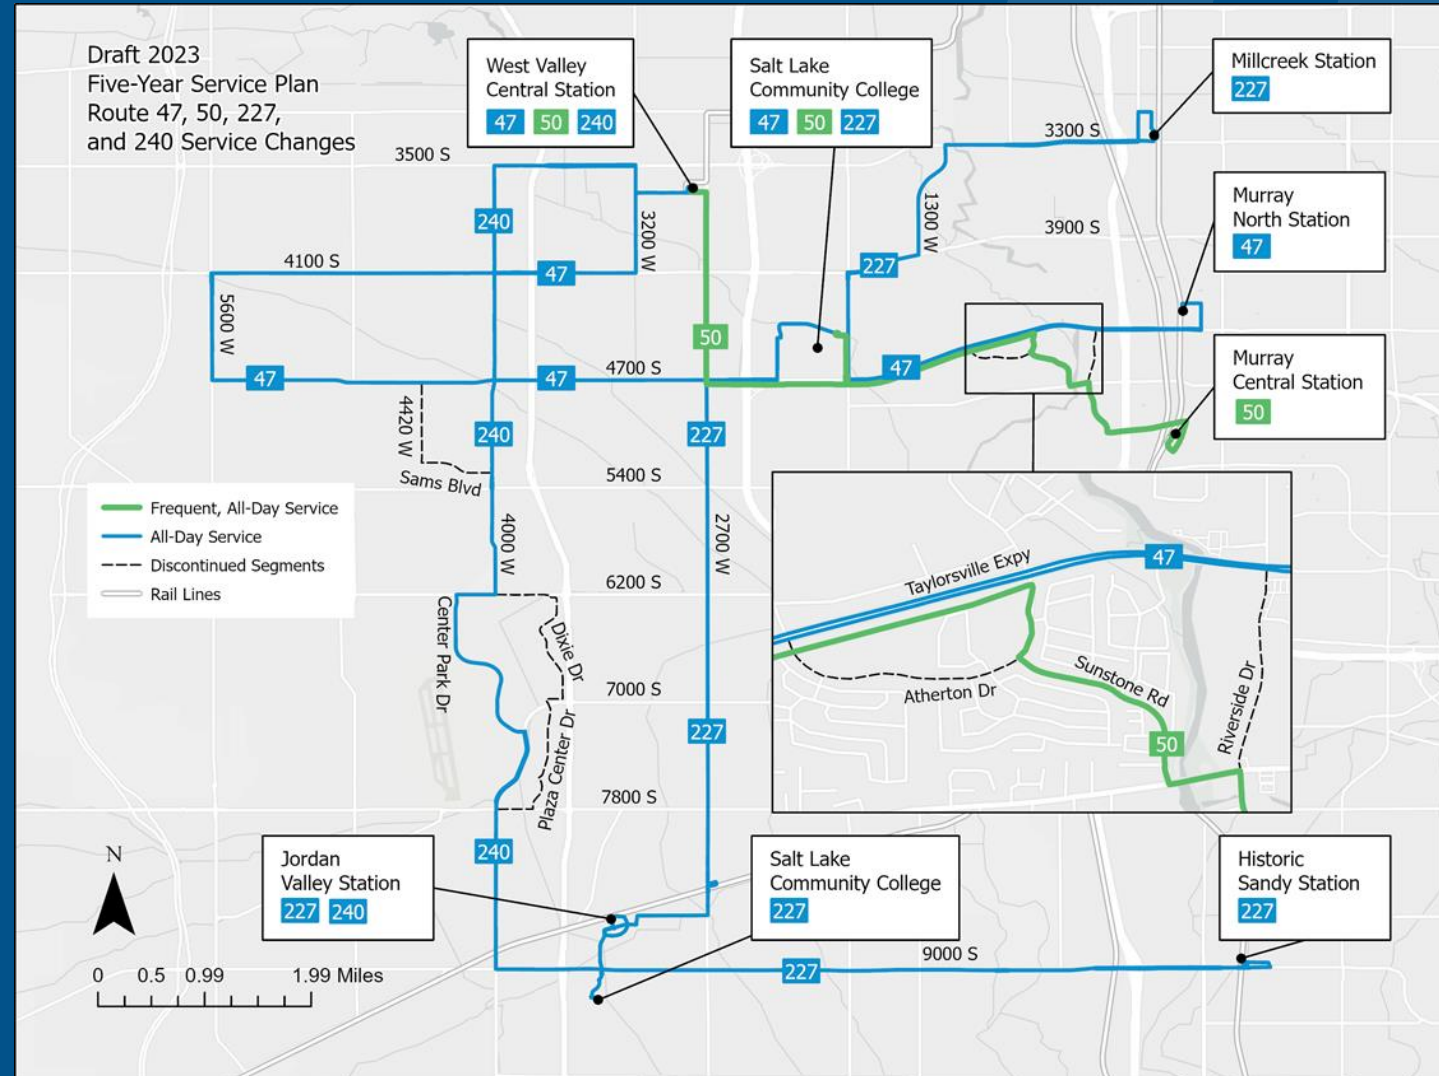 Draft 2023
Five-Year Service Plan
Route 47, 50, 227,
and 240 Service Changes
West Valley
Central Station
47 50 240
Salt Lake
Community College
47 50 227
Millcreek Station
227
Murray
North Station
47
Murray
Central Station
50
3500 S
3300 S
240
3200 W
1300 W
3900 S
4100 S
47
227
5600 W
50
47
47
4700 S
47
4420 W
240
227
Sams Blvd
5400 S
Frequent, All-Day Service
All-Day Service
Discontinued Segments
Rail Lines
4000 W
2700 W
6200 S
Center Park Dr
Dixie Dr
7000 S
Plaza Center Dr
227
7800 S
Taylorsville Expy
47
Atherton Dr
Sunstone Rd
50
Riverside Dr
N
240
Jordan
Valley Station
227 240
Salt Lake
Community College
227
Historic
Sandy Station
227
9000 S
227
0 0.5 0.99 1.99 Miles